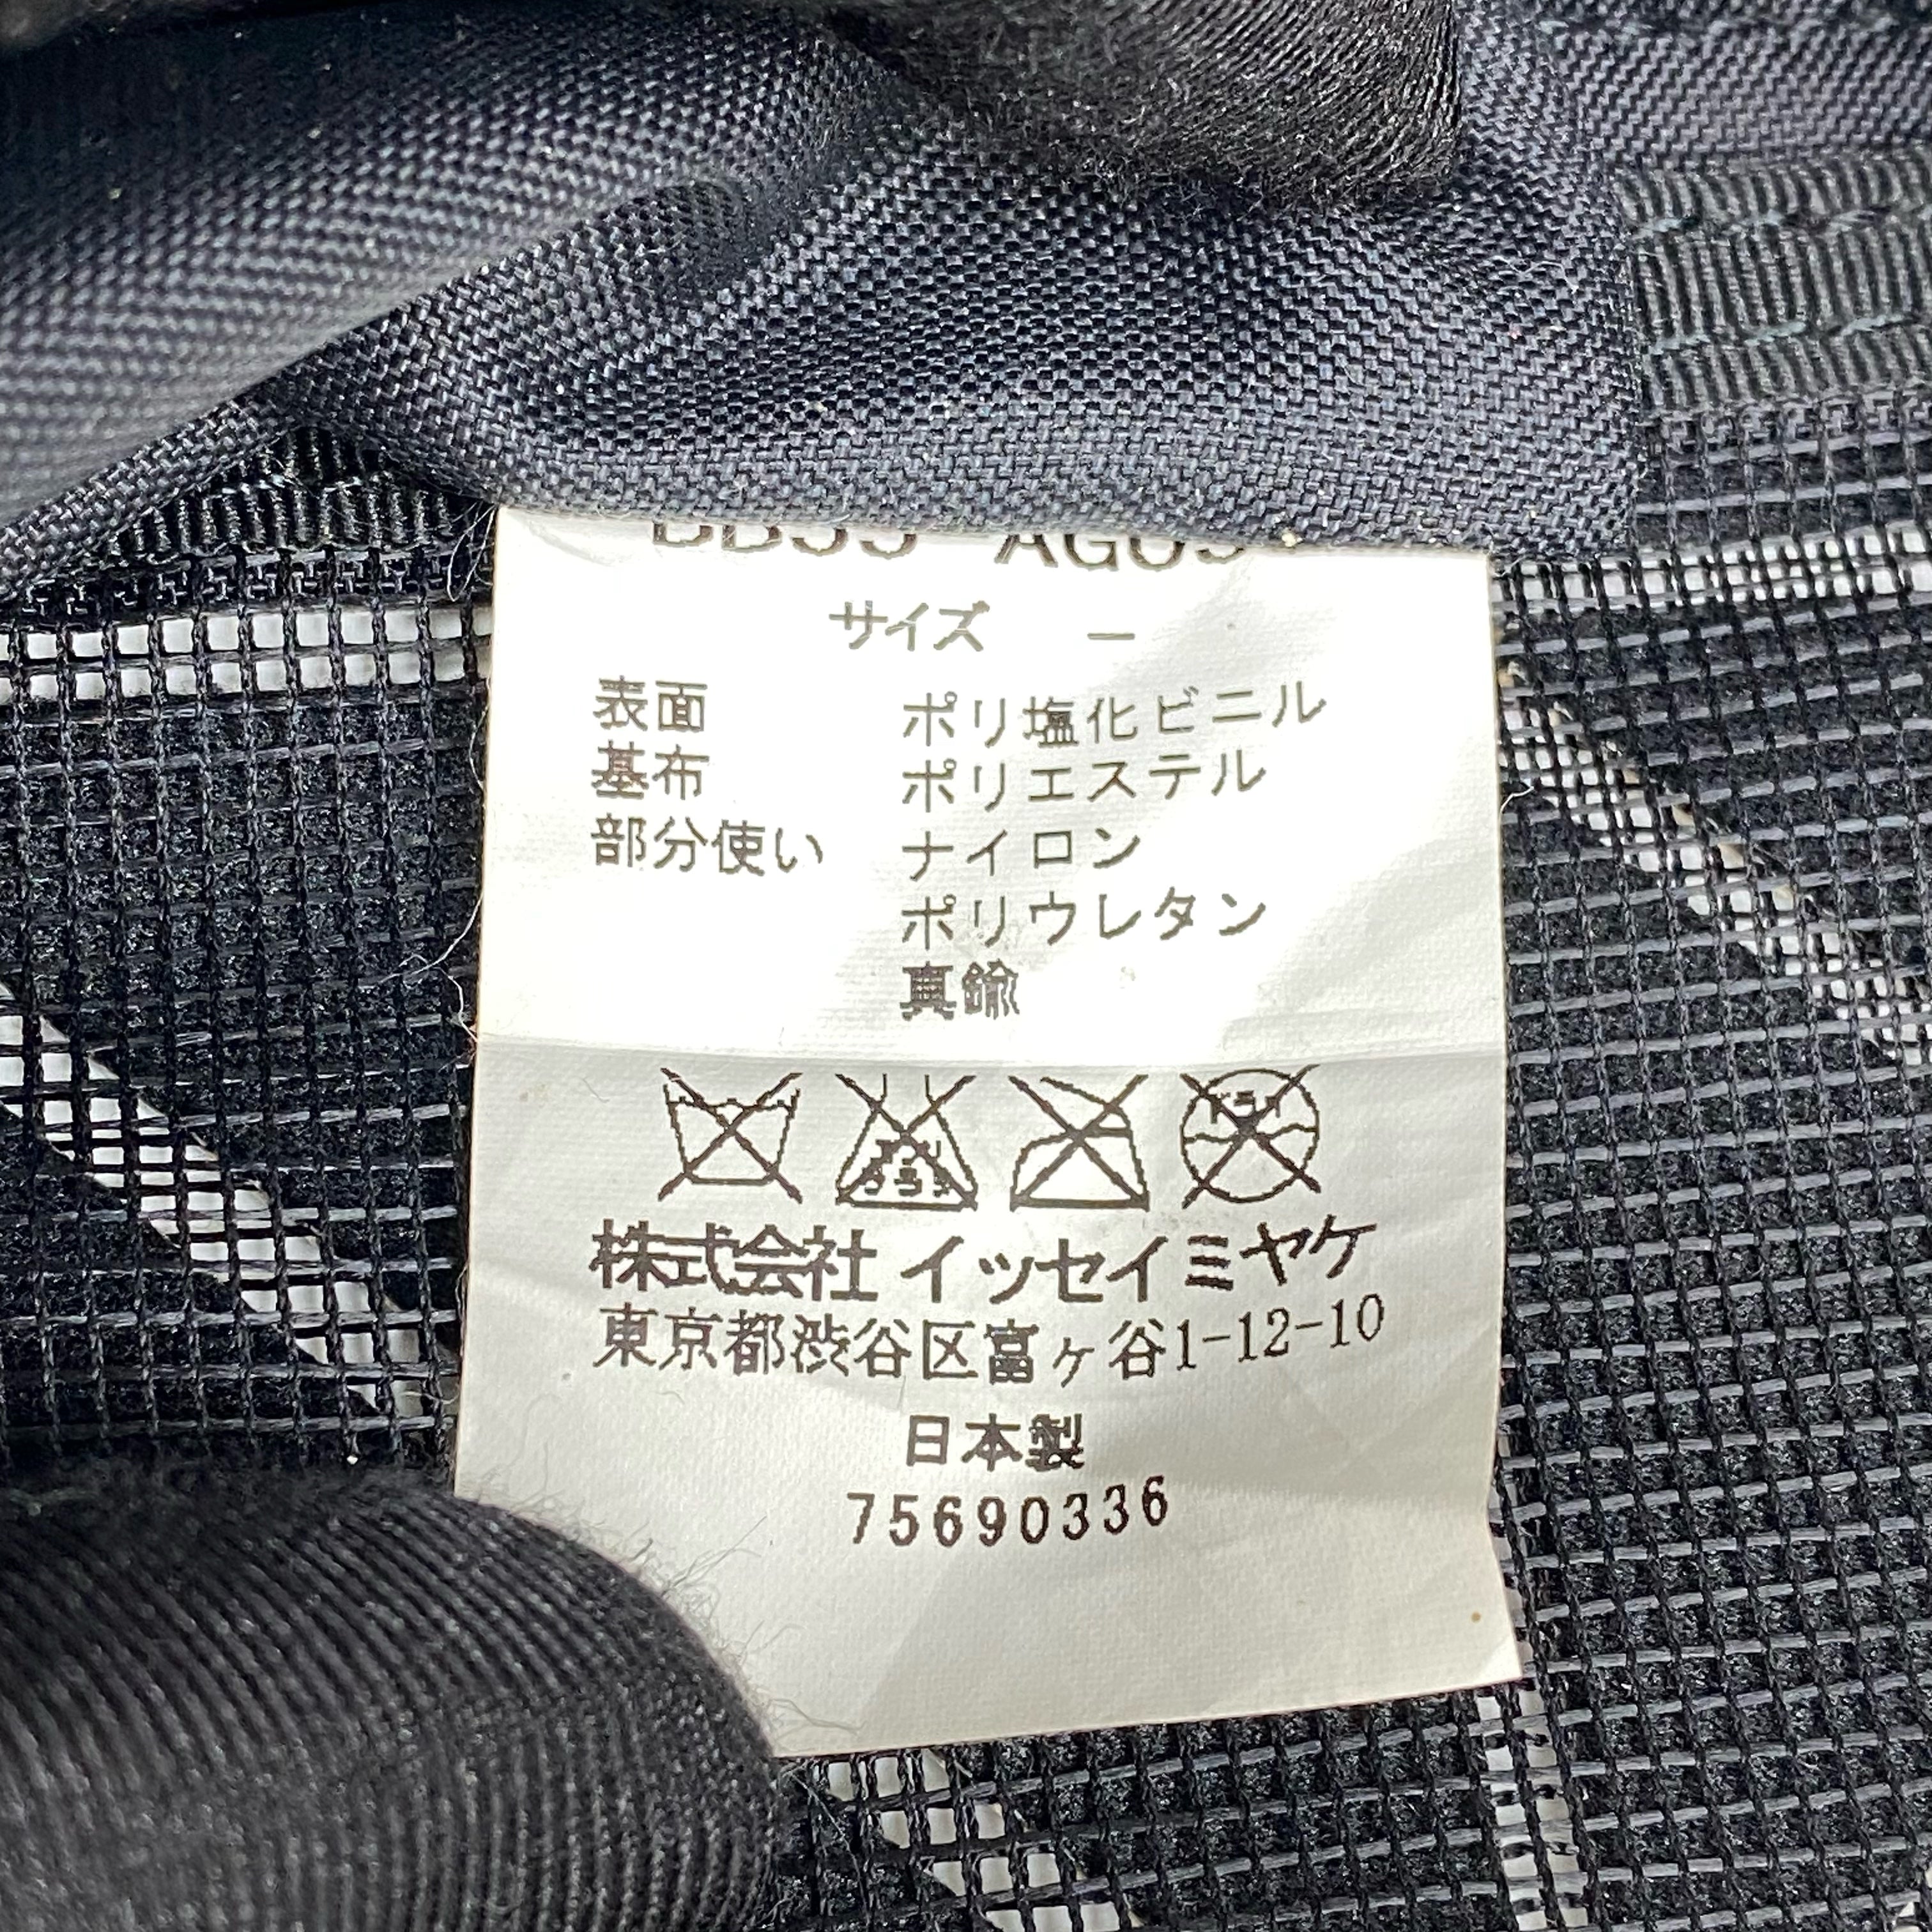 サイズ －
表面 ポリ塩化ビニル
基布 ポリエステル
部分使い ナイロン
ポリウレタン
真鍮
株式会社 イッセイミヤケ
東京都渋谷区富ヶ谷1-12-10
日本製
75690336